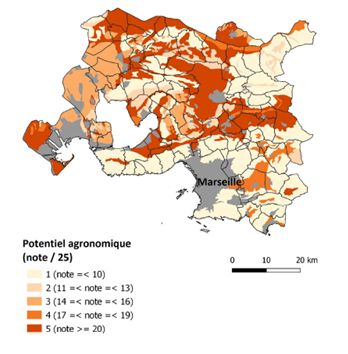 Marseille
Potentiel agronomique
(note / 25)
1 (note =< 10)
2 (11 =< note =< 13)
3 (14 =< note =< 16)
4 (17 =< note =< 19)
5 (note >= 20)
0 10 20 km